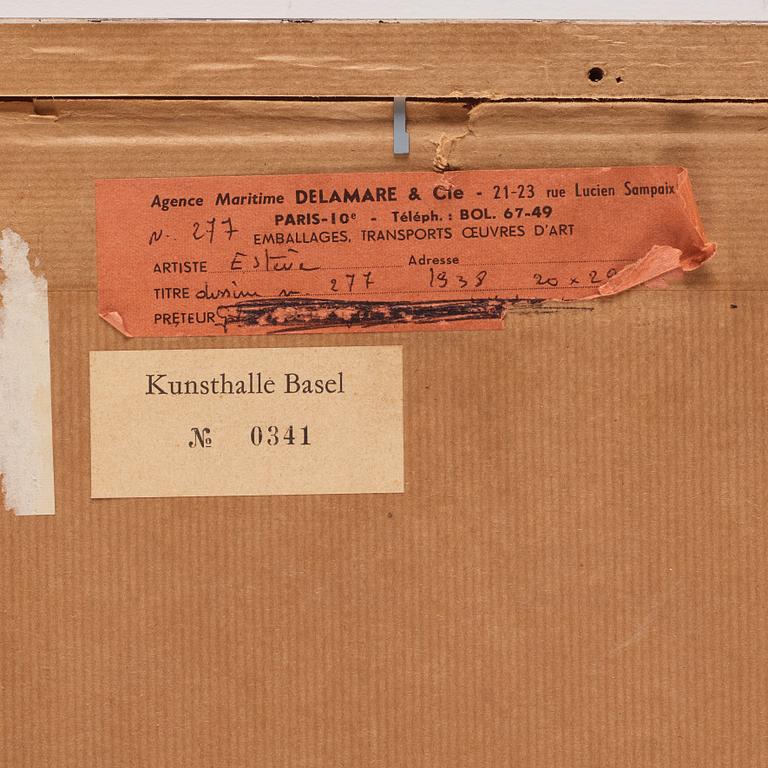 Agence Maritime DELAMARE & Cie - 21-23 rue Lucien Sampaix
PARIS-10e - Téléph. : BOL. 67-49
N. 277 EMBALLAGES, TRANSPORTS ŒUVRES D'ART
ARTISTE Estève Adresse
TITRE dessin n 277 1938 20 x 20
PRÊTEUR
Kunsthalle Basel
№ 0341